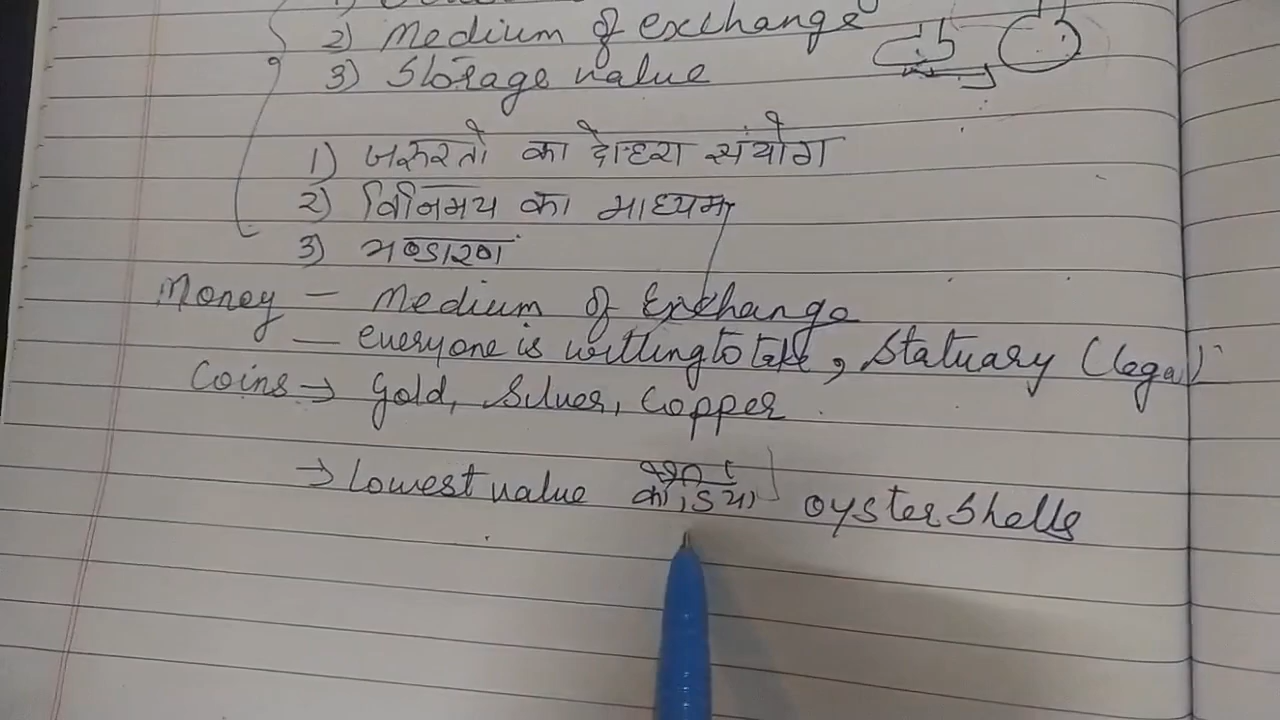 1)
2) Medium of exchange
3) Storage value
1) जरूरतो का दोहरा संयोग
2) विनिमय का माध्यम
3) भण्डारण
Money – Medium of Exchange
— everyone is willing to take, Statuary (legal)
Coins → Gold, Silver, Copper
→ Lowest value कोड़िया oyster shells